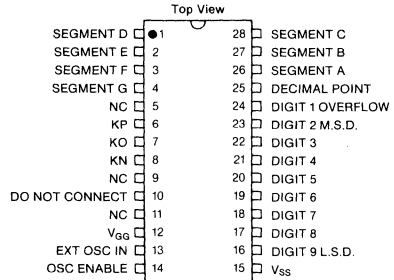 Top View
SEGMENT D 1 28 SEGMENT C
SEGMENT E 2 27 SEGMENT B
SEGMENT F 3 26 SEGMENT A
SEGMENT G 4 25 DECIMAL POINT
NC 5 24 DIGIT 1 OVERFLOW
KP 6 23 DIGIT 2 M.S.D.
KO 7 22 DIGIT 3
KN 8 21 DIGIT 4
NC 9 20 DIGIT 5
DO NOT CONNECT 10 19 DIGIT 6
NC 11 18 DIGIT 7
VGG 12 17 DIGIT 8
EXT OSC IN 13 16 DIGIT 9 L.S.D.
OSC ENABLE 14 15 VSS